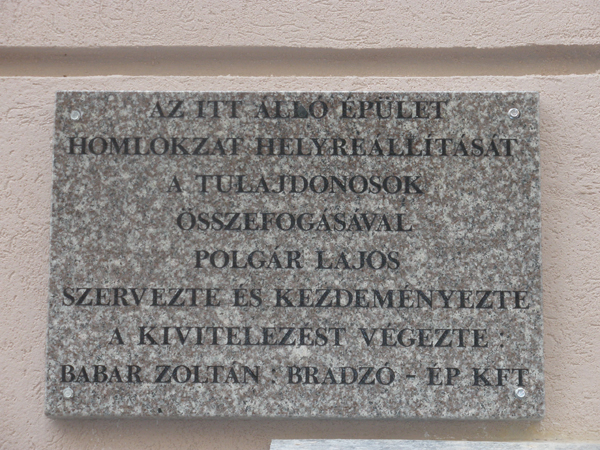 AZ ITT ÁLLÓ ÉPÜLET
HOMLOKZAT HELYREÁLLÍTÁSÁT
A TULAJDONOSOK
ÖSSZEFOGÁSÁVAL
POLGÁR LAJOS
SZERVEZTE ÉS KEZDEMÉNYEZTE
A KIVITELEZÉST VÉGEZTE :
BABAR ZOLTÁN : BRADZÓ - ÉP KFT